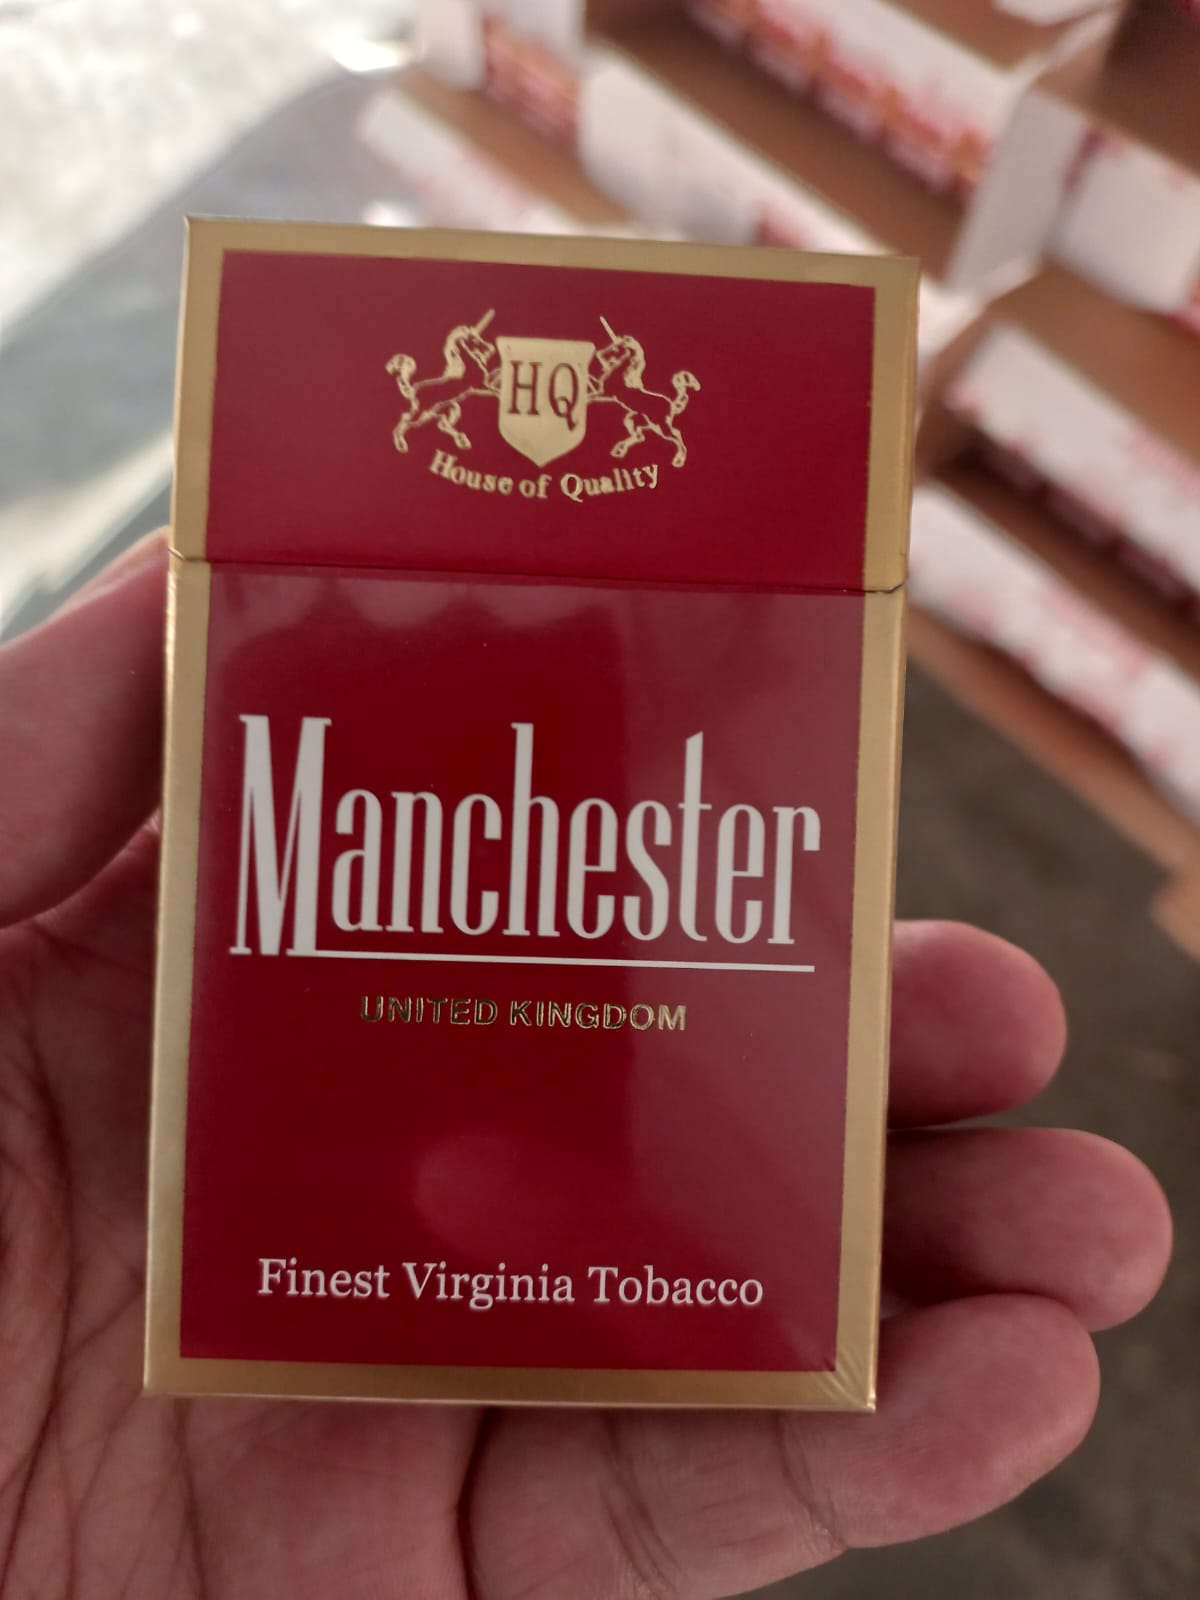 HQ
House of Quality
Manchester
UNITED KINGDOM
Finest Virginia Tobacco